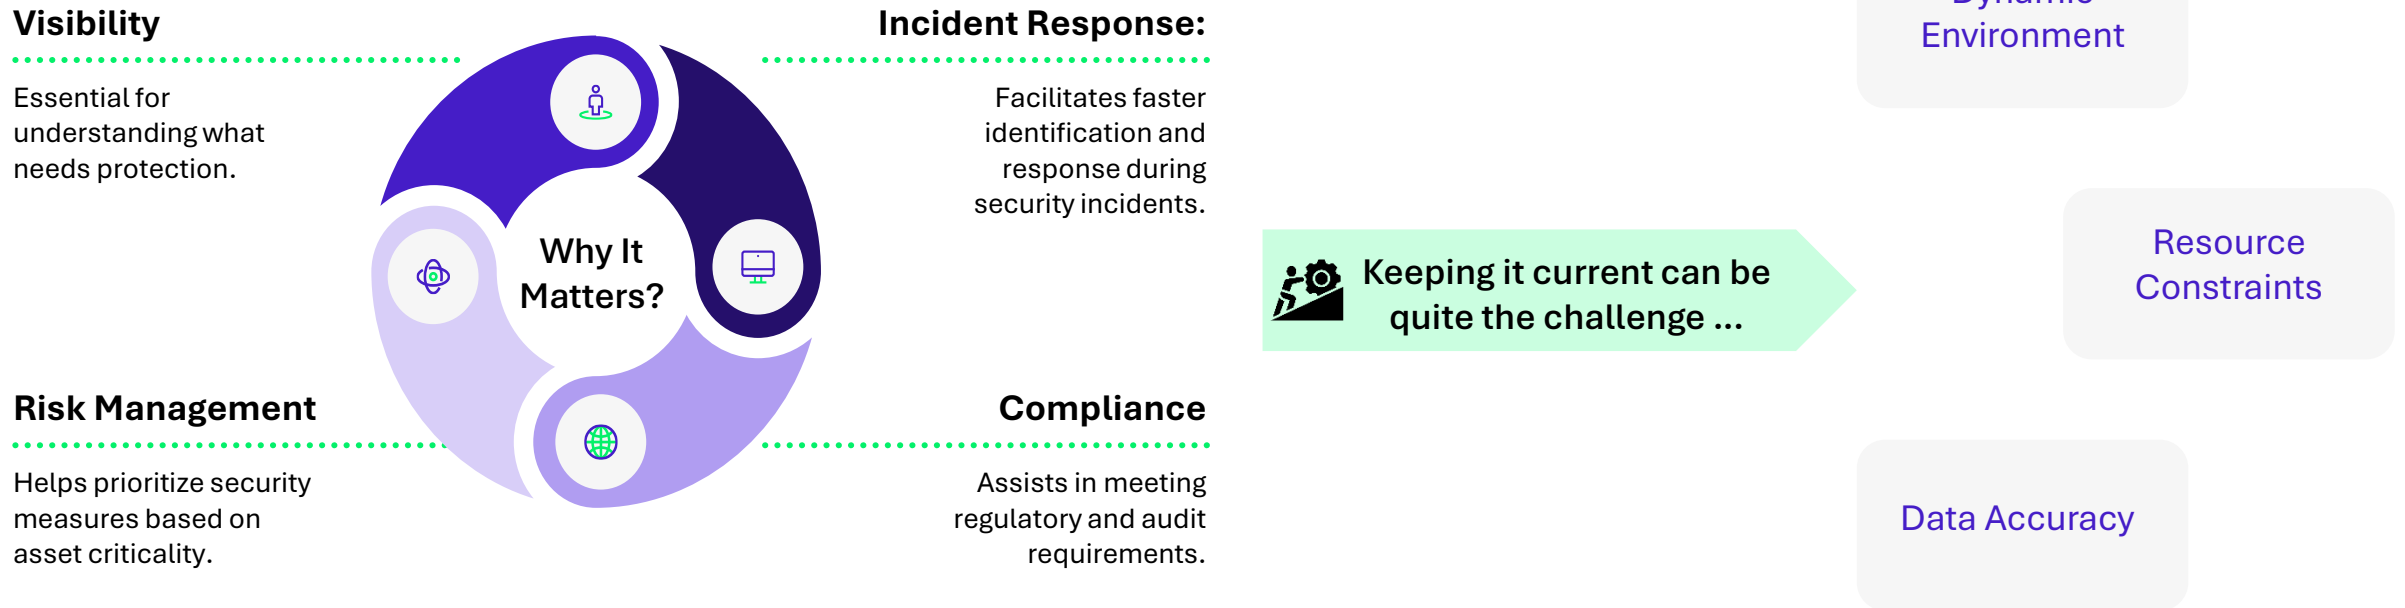 Visibility
Essential for
understanding what
needs protection.
Incident Response:
Facilitates faster
identification and
response during
security incidents.
Why It
Matters?
Risk Management
Helps prioritize security
measures based on
asset criticality.
Compliance
Assists in meeting
regulatory and audit
requirements.
Keeping it current can be
quite the challenge ...
Dynamic
Environment
Resource
Constraints
Data Accuracy